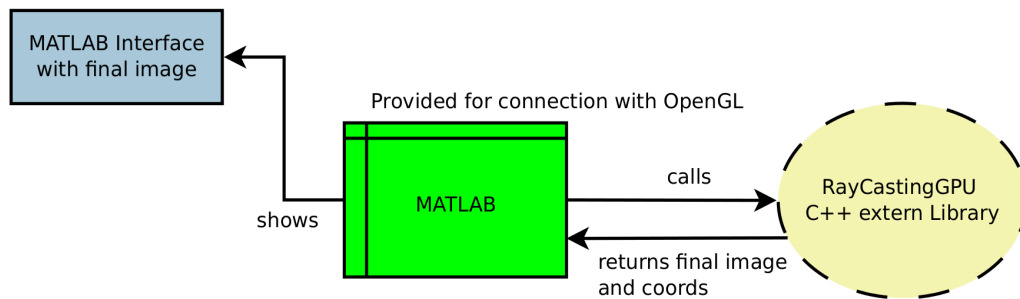 MATLAB Interface
with final image
Provided for connection with OpenGL
shows
MATLAB
calls
RayCastingGPU
C++ extern Library
returns final image
and coords